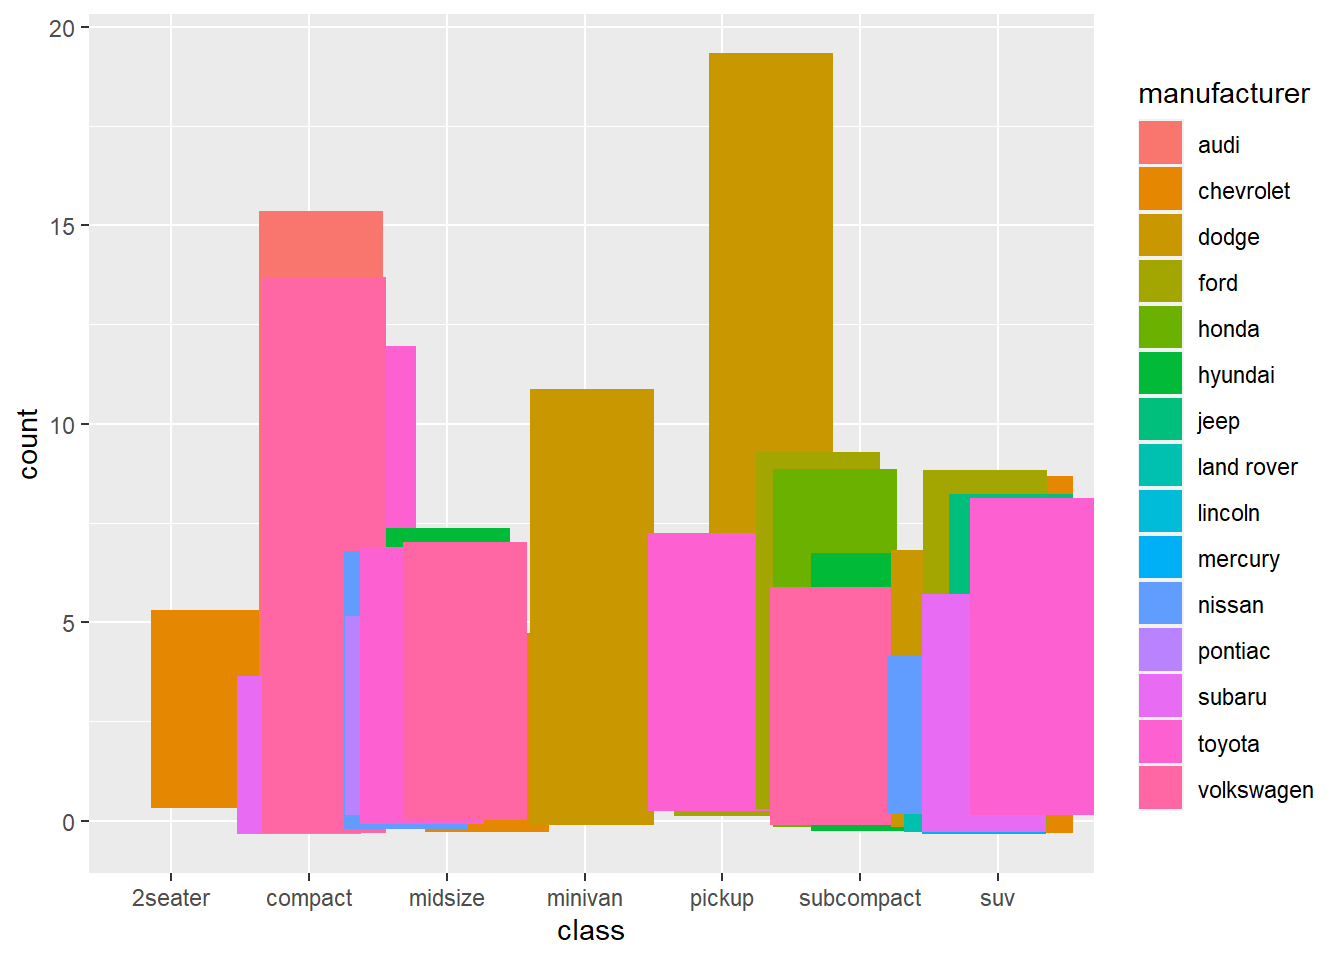 20
15
10
5
0
count
2seater compact midsize minivan pickup subcompact suv
class
manufacturer
audi
chevrolet
dodge
ford
honda
hyundai
jeep
land rover
lincoln
mercury
nissan
pontiac
subaru
toyota
volkswagen